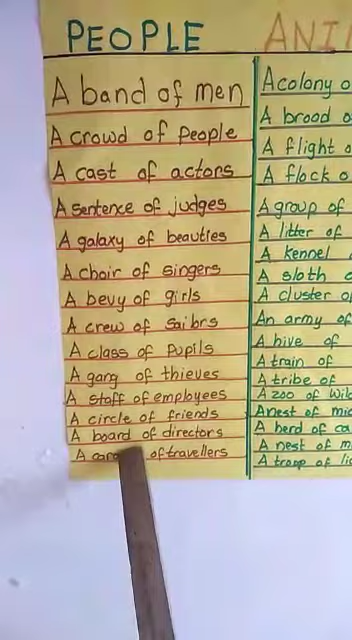 PEOPLE
A band of men
A crowd of people
A cast of actors
A sentence of judges
A galaxy of beauties
A choir of singers
A bevy of girls
A crew of sailors
A class of pupils
A gang of thieves
A staff of employees
A circle of friends
A board of directors
A of travellers
ANI
A colony o
A brood o
A flight o
A flock o
A group of
A litter of
A kennel
A sloth
A cluster o
An army of
A hive of
A train of
A tribe of
A zoo of wil
A nest of mic
A herd of ca
A nest of m
A troop of li